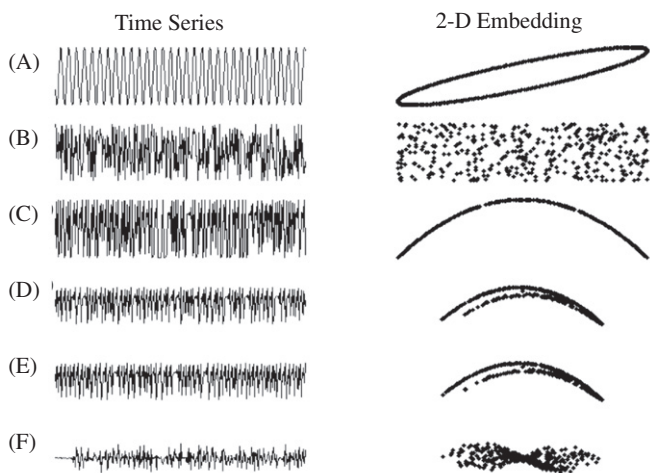 Time Series
2-D Embedding
(A)
(B)
(C)
(D)
(E)
(F)